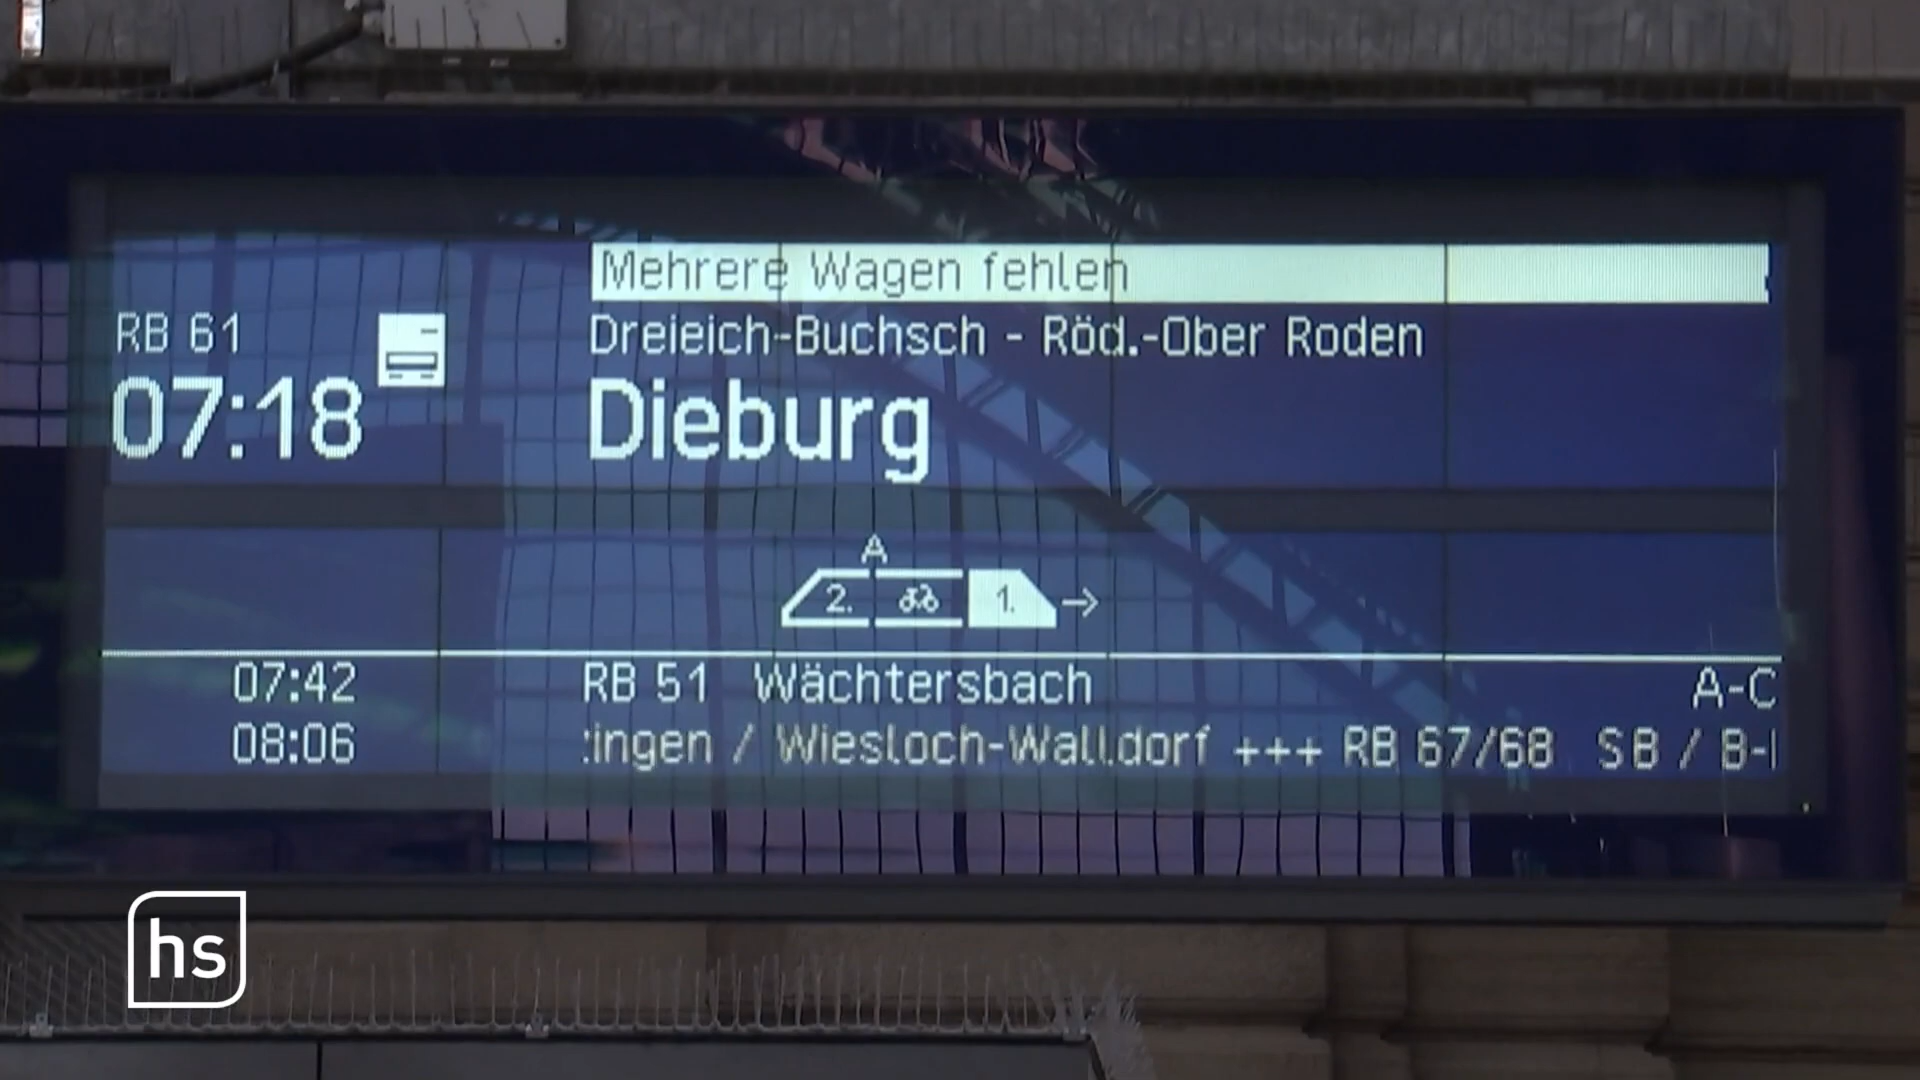 Mehrere Wagen fehlen
RB 61
Dreieich-Buchsch - Röd.-Ober Roden
07:18
Dieburg
A
2. 1.
07:42 RB 51 Wächtersbach A-C
08:06 ingen / Wiesloch-Walldorf +++ RB 67/68 SB / B-
hs